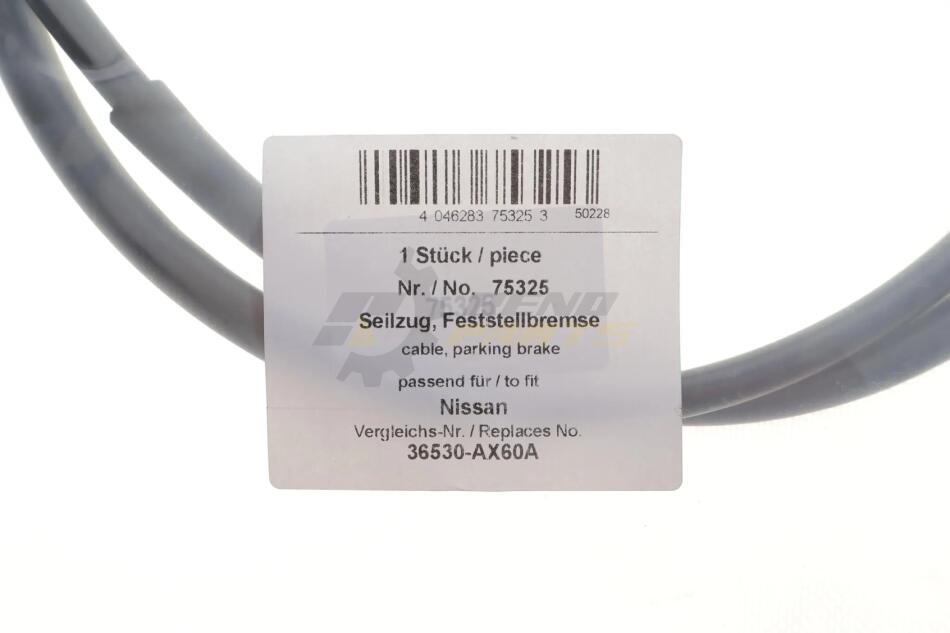 4 046283 75325 3 50228
1 Stück / piece
Nr. / No. 75325
75325
Seilzug, Feststellbremse
cable, parking brake
passend für / to fit
Nissan
Vergleichs-Nr. / Replaces No.
36530-AX60A